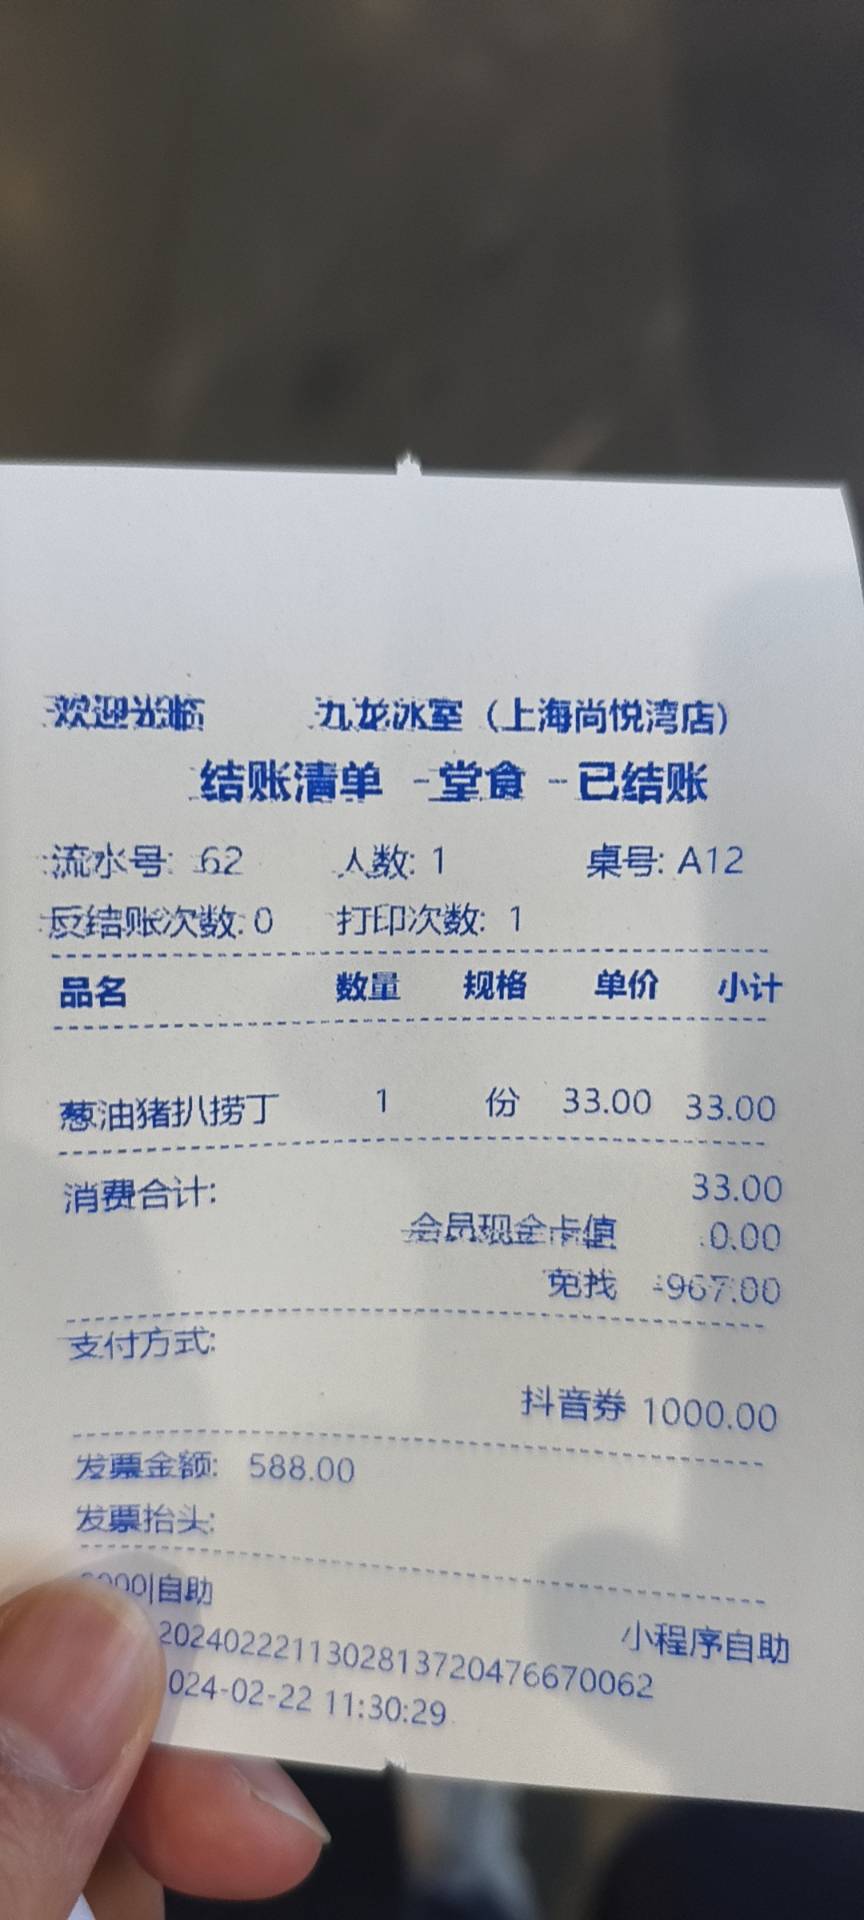 欢迎光临 九龙冰室（上海尚悦湾店）
结账清单 -堂食 -已结账
流水号: 62 人数: 1 桌号: A12
反结账次数: 0 打印次数: 1
品名 数量 规格 单价 小计
葱油猪扒捞丁 1 份 33.00 33.00
消费合计: 33.00
会员现金卡值 0.00
免找 -967.00
支付方式:
抖音券 1000.00
发票金额: 588.00
发票抬头:
自助
小程序自助
2024022211302813720476670062
024-02-22 11:30:29